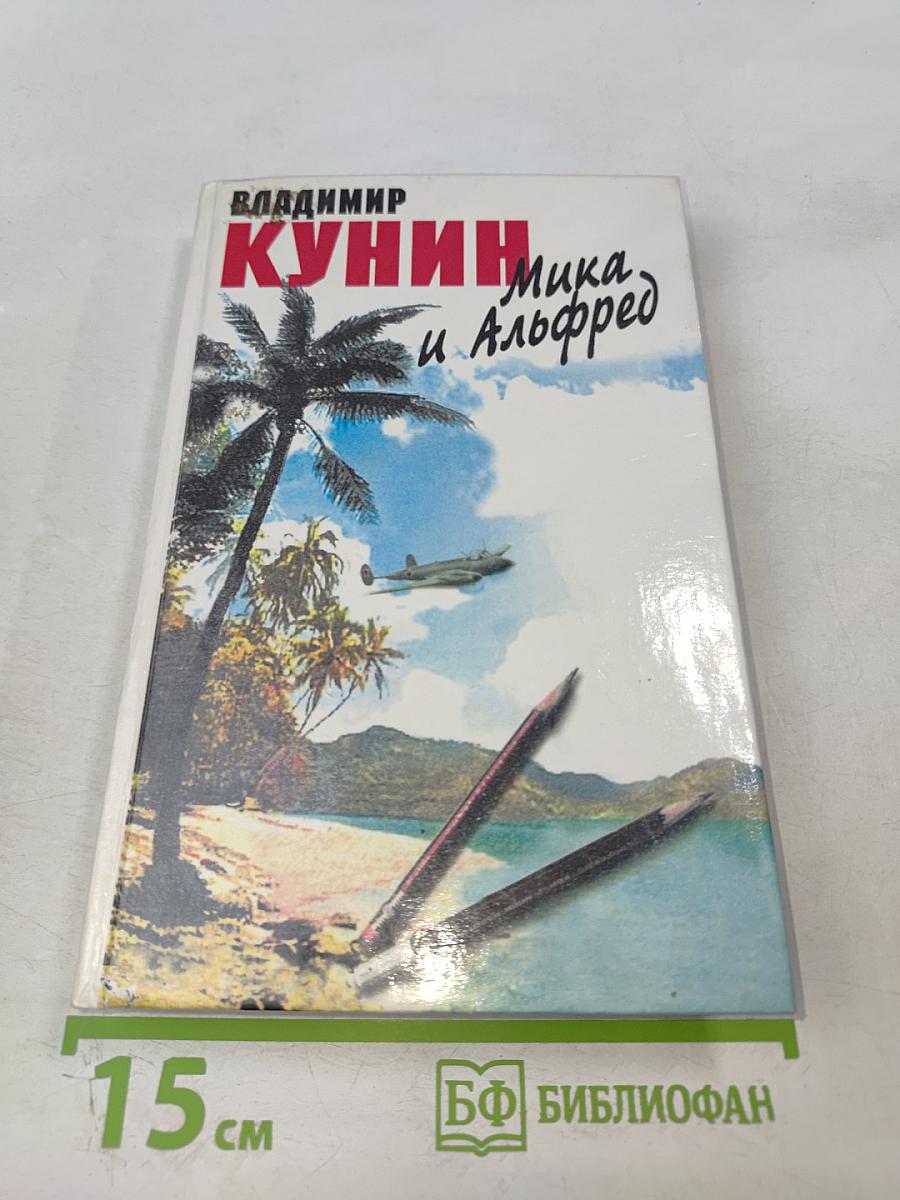 ВЛАДИМИР
КУНИН
Мика
и Альфред
15 см
БФ БИБЛИОФАН